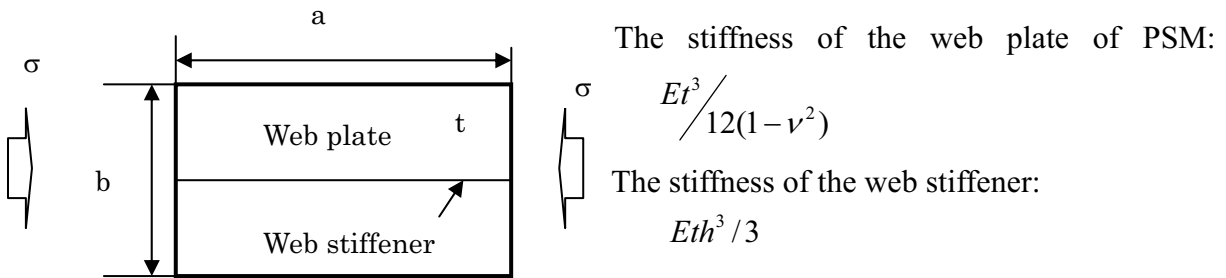 a
The stiffness of the web plate of PSM:
σ
σ
Et³/12(1−ν²)
Web plate
t
b
The stiffness of the web stiffener:
Web stiffener
Eth³/3